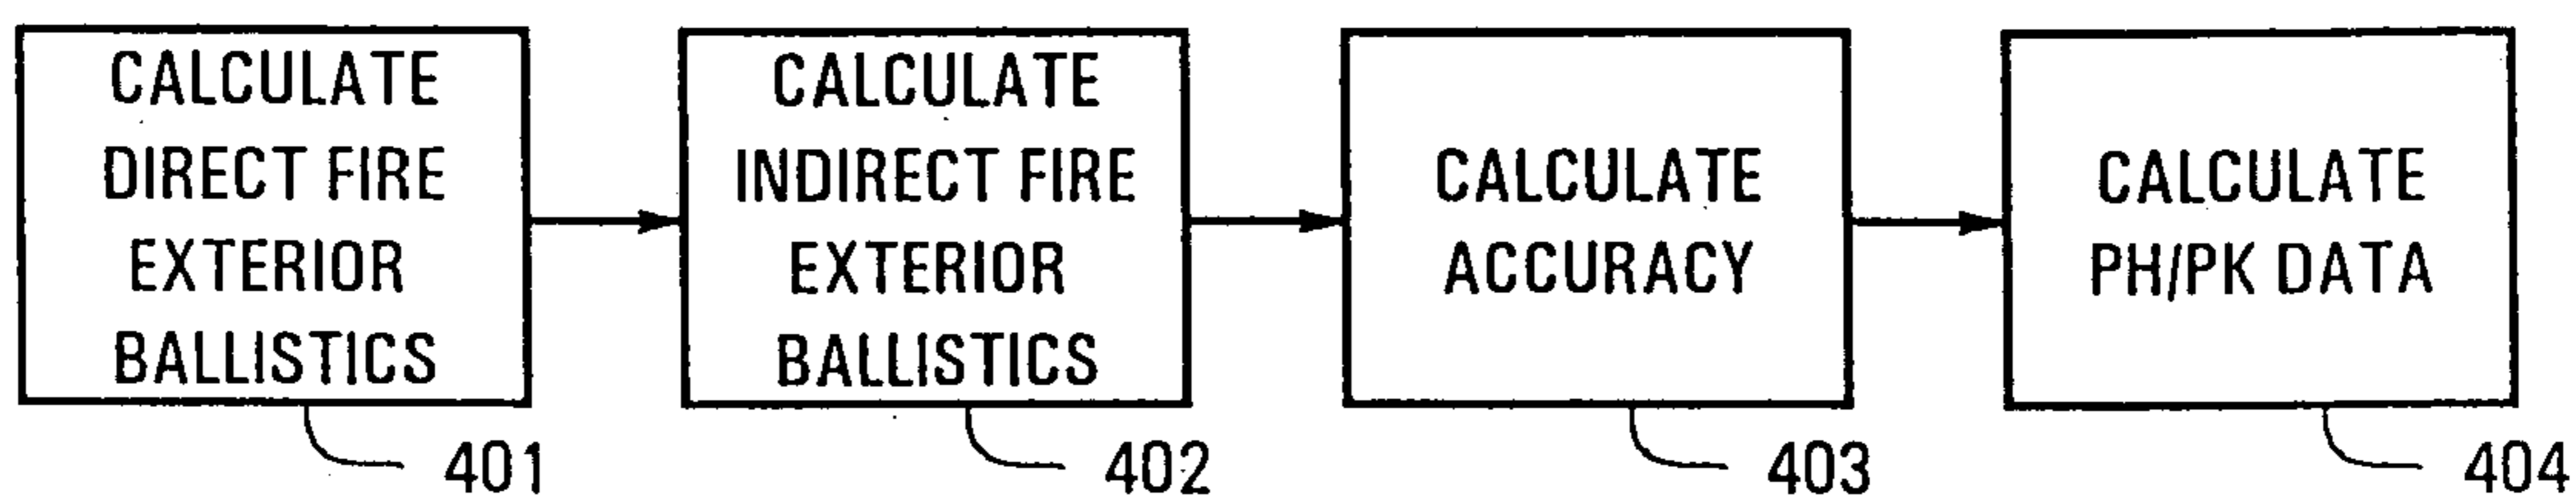 CALCULATE
DIRECT FIRE
EXTERIOR
BALLISTICS
401
CALCULATE
INDIRECT FIRE
EXTERIOR
BALLISTICS
402
CALCULATE
ACCURACY
403
CALCULATE
PH/PK DATA
404